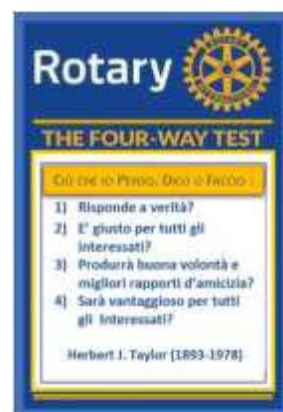 Rotary
THE FOUR-WAY TEST
CIÒ CHE IO PENSO, DICO O FACCIO :
1) Risponde a verità?
2) E' giusto per tutti gli
interessati?
3) Produrrà buona volontà e
migliori rapporti d'amicizia?
4) Sarà vantaggioso per tutti
gli Interessati?
Herbert J. Taylor (1893-1978)